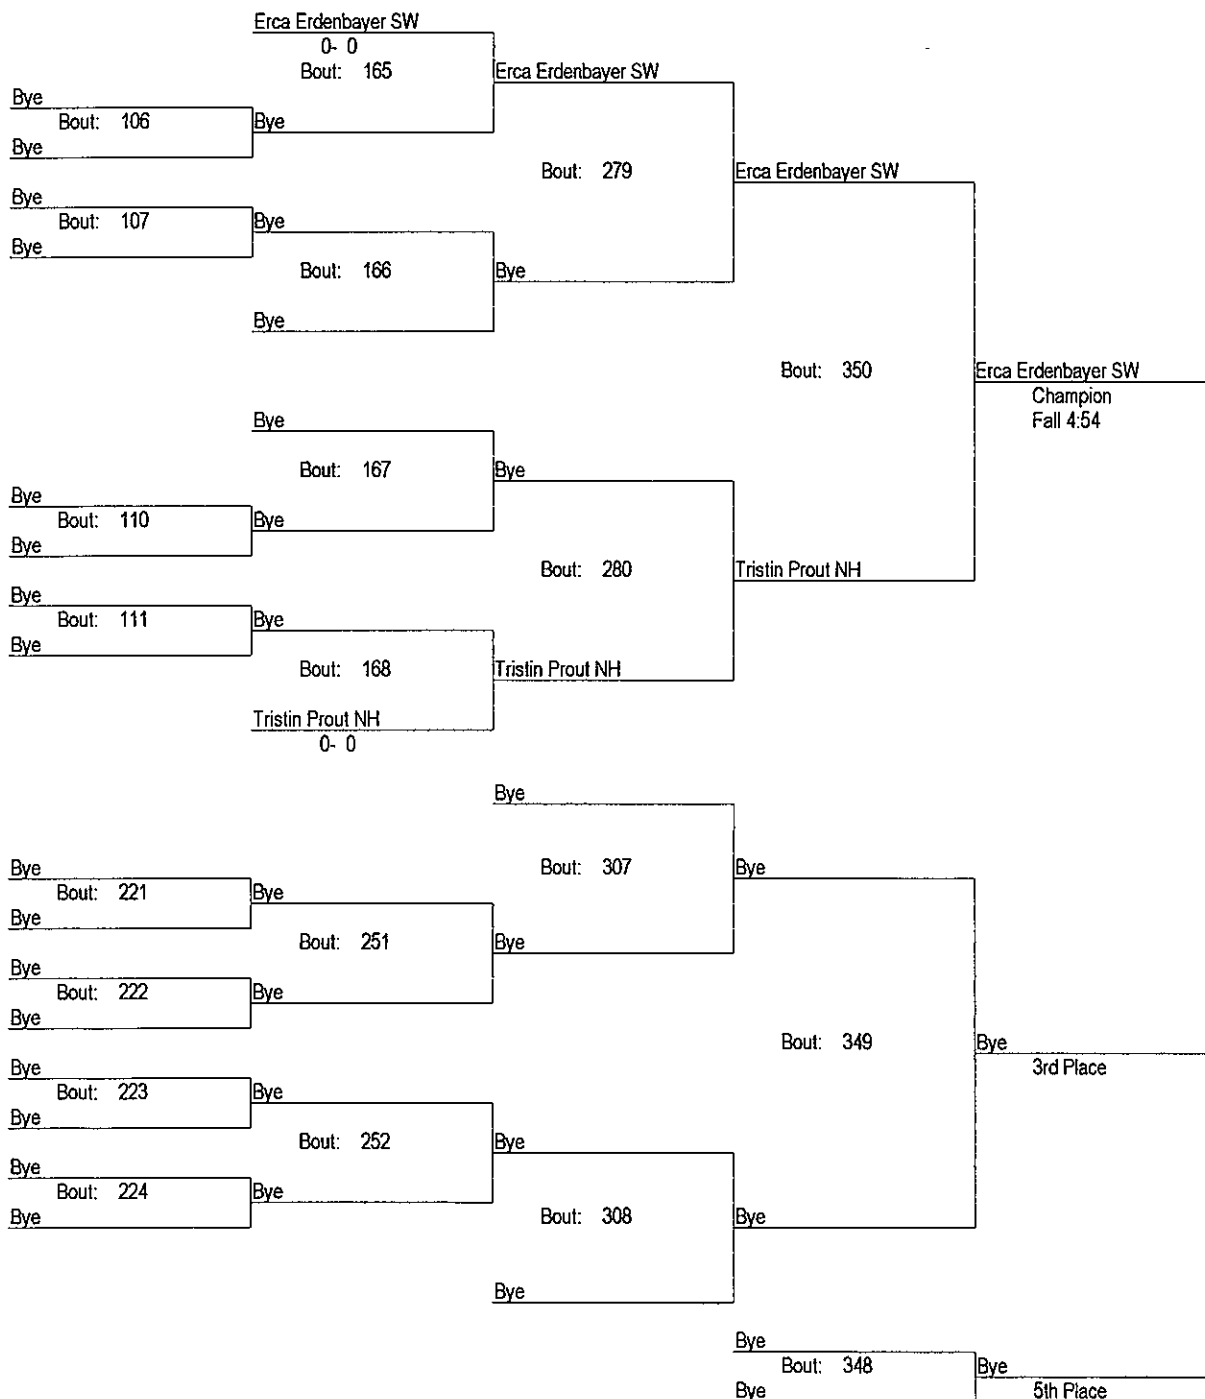 Erca Erdenbayer SW
0- 0
Bout: 165
Erca Erdenbayer SW
Bye
Bout: 106
Bye
Bye
Bout: 279
Erca Erdenbayer SW
Bye
Bout: 107
Bye
Bye
Bout: 166
Bye
Bye
Bout: 350
Erca Erdenbayer SW
Champion
Fall 4:54
Bye
Bout: 167
Bye
Bye
Bout: 110
Bye
Bye
Bout: 280
Tristin Prout NH
Bye
Bout: 111
Bye
Bye
Bout: 168
Tristin Prout NH
Tristin Prout NH
0- 0
Bye
Bout: 307
Bye
Bye
Bout: 221
Bye
Bye
Bout: 251
Bye
Bye
Bout: 222
Bye
Bye
Bout: 349
Bye
3rd Place
Bye
Bout: 223
Bye
Bye
Bout: 252
Bye
Bye
Bout: 224
Bye
Bye
Bout: 308
Bye
Bye
Bye
Bout: 348
Bye
Bye
5th Place